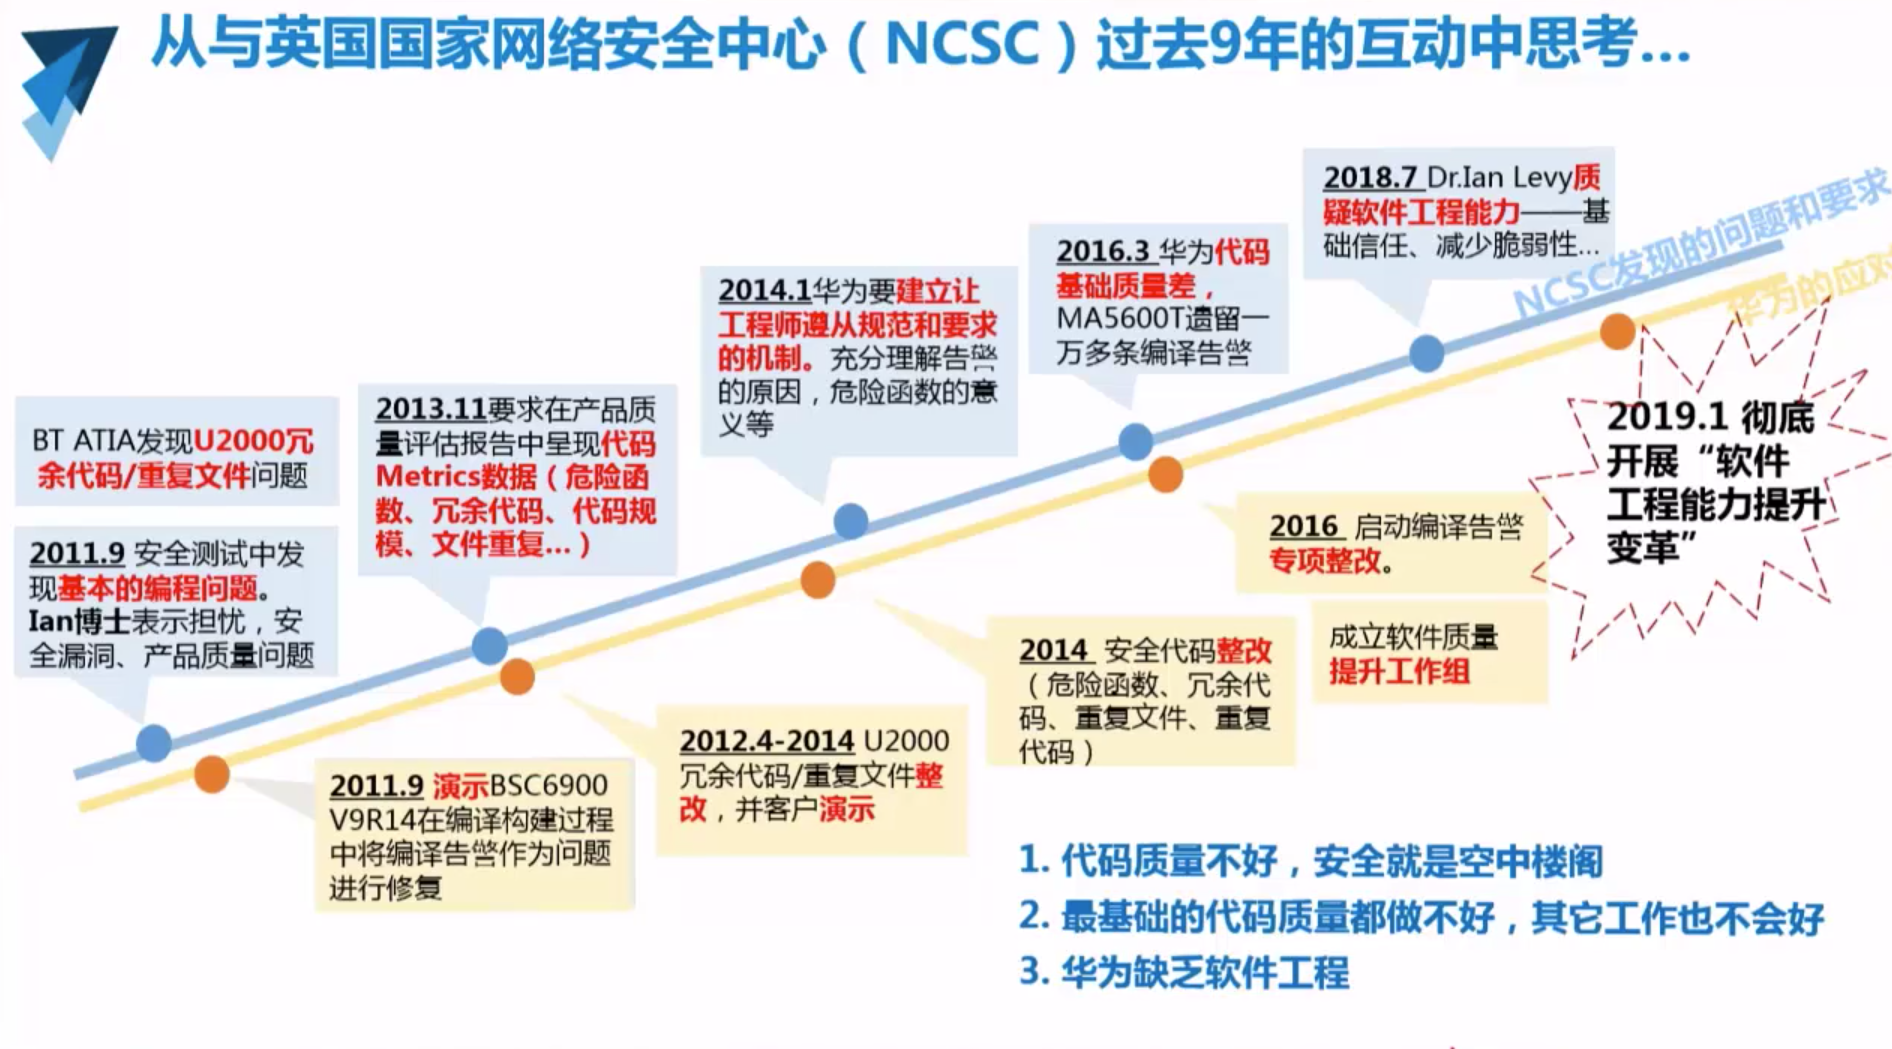 从与英国国家网络安全中心（NCSC）过去9年的互动中思考...
2018.7 Dr.Ian Levy质
疑软件工程能力——基
础信任、减少脆弱性...
NCSC发现的问题和要求
华为的应对
2016.3 华为代码
基础质量差，
MA5600T遗留一
万多条编译告警
2014.1华为要建立让
工程师遵从规范和要求
的机制。充分理解告警
的原因，危险函数的意
义等
2013.11要求在产品质
量评估报告中呈现代码
Metrics数据（危险函
数、冗余代码、代码规
模、文件重复...）
BT ATIA发现U2000冗
余代码/重复文件问题
2011.9 安全测试中发
现基本的编程问题。
Ian博士表示担忧，安
全漏洞、产品质量问题
2019.1 彻底
开展“软件
工程能力提升
变革”
2016 启动编译告警
专项整改。
成立软件质量
提升工作组
2014 安全代码整改
（危险函数、冗余代
码、重复文件、重复
代码）
2012.4-2014 U2000
冗余代码/重复文件整
改，并客户演示
2011.9 演示BSC6900
V9R14在编译构建过程
中将编译告警作为问题
进行修复
1. 代码质量不好，安全就是空中楼阁
2. 最基础的代码质量都做不好，其它工作也不会好
3. 华为缺乏软件工程